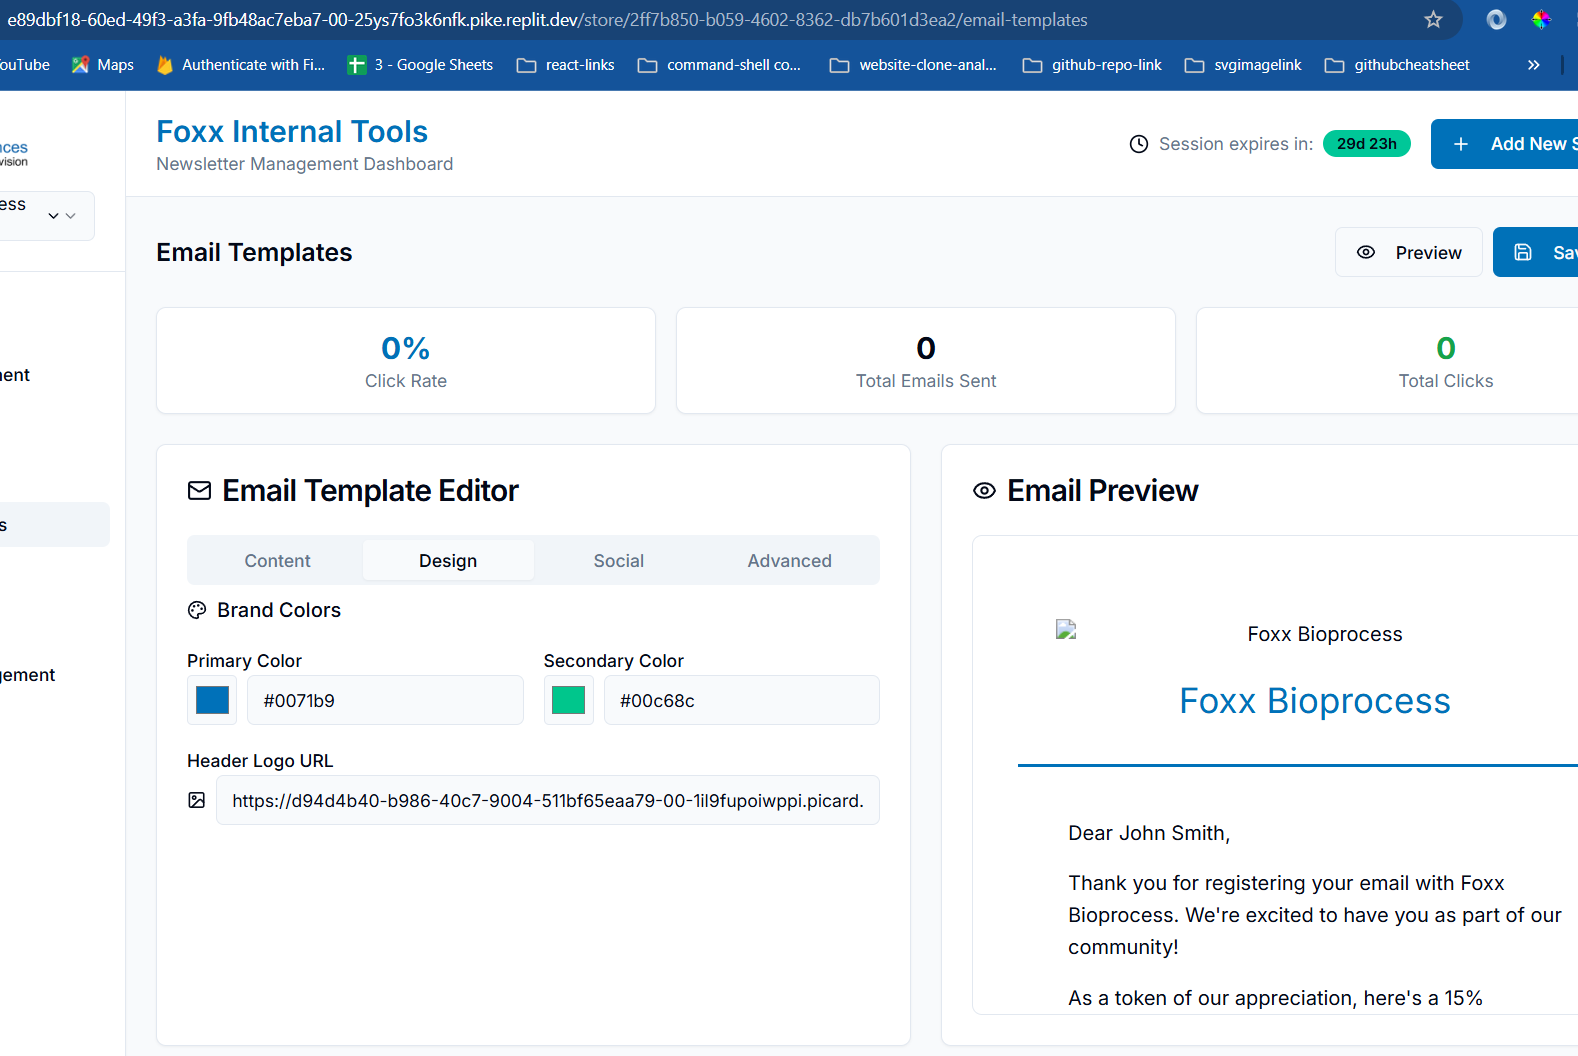 e89dbf18-60ed-49f3-a3fa-9fb48ac7eba7-00-25ys7fo3k6nfk.pike.replit.dev/store/2ff7b850-b059-4602-8362-db7b601d3ea2/email-templates
ouTube Maps Authenticate with Fi... 3 - Google Sheets react-links command-shell co... website-clone-anal... github-repo-link svgimagelink githubcheatsheet »
nces
vision
ess
nent
s
gement
Foxx Internal Tools
Newsletter Management Dashboard
Session expires in: 29d 23h
+ Add New S
Email Templates
Preview
Sav
0%
Click Rate
0
Total Emails Sent
0
Total Clicks
Email Template Editor
Content Design Social Advanced
Brand Colors
Primary Color Secondary Color
#0071b9 #00c68c
Header Logo URL
https://d94d4b40-b986-40c7-9004-511bf65eaa79-00-1il9fupoiwppi.picard.
Email Preview
Foxx Bioprocess
Foxx Bioprocess
Dear John Smith,
Thank you for registering your email with Foxx
Bioprocess. We're excited to have you as part of our
community!
As a token of our appreciation, here's a 15%